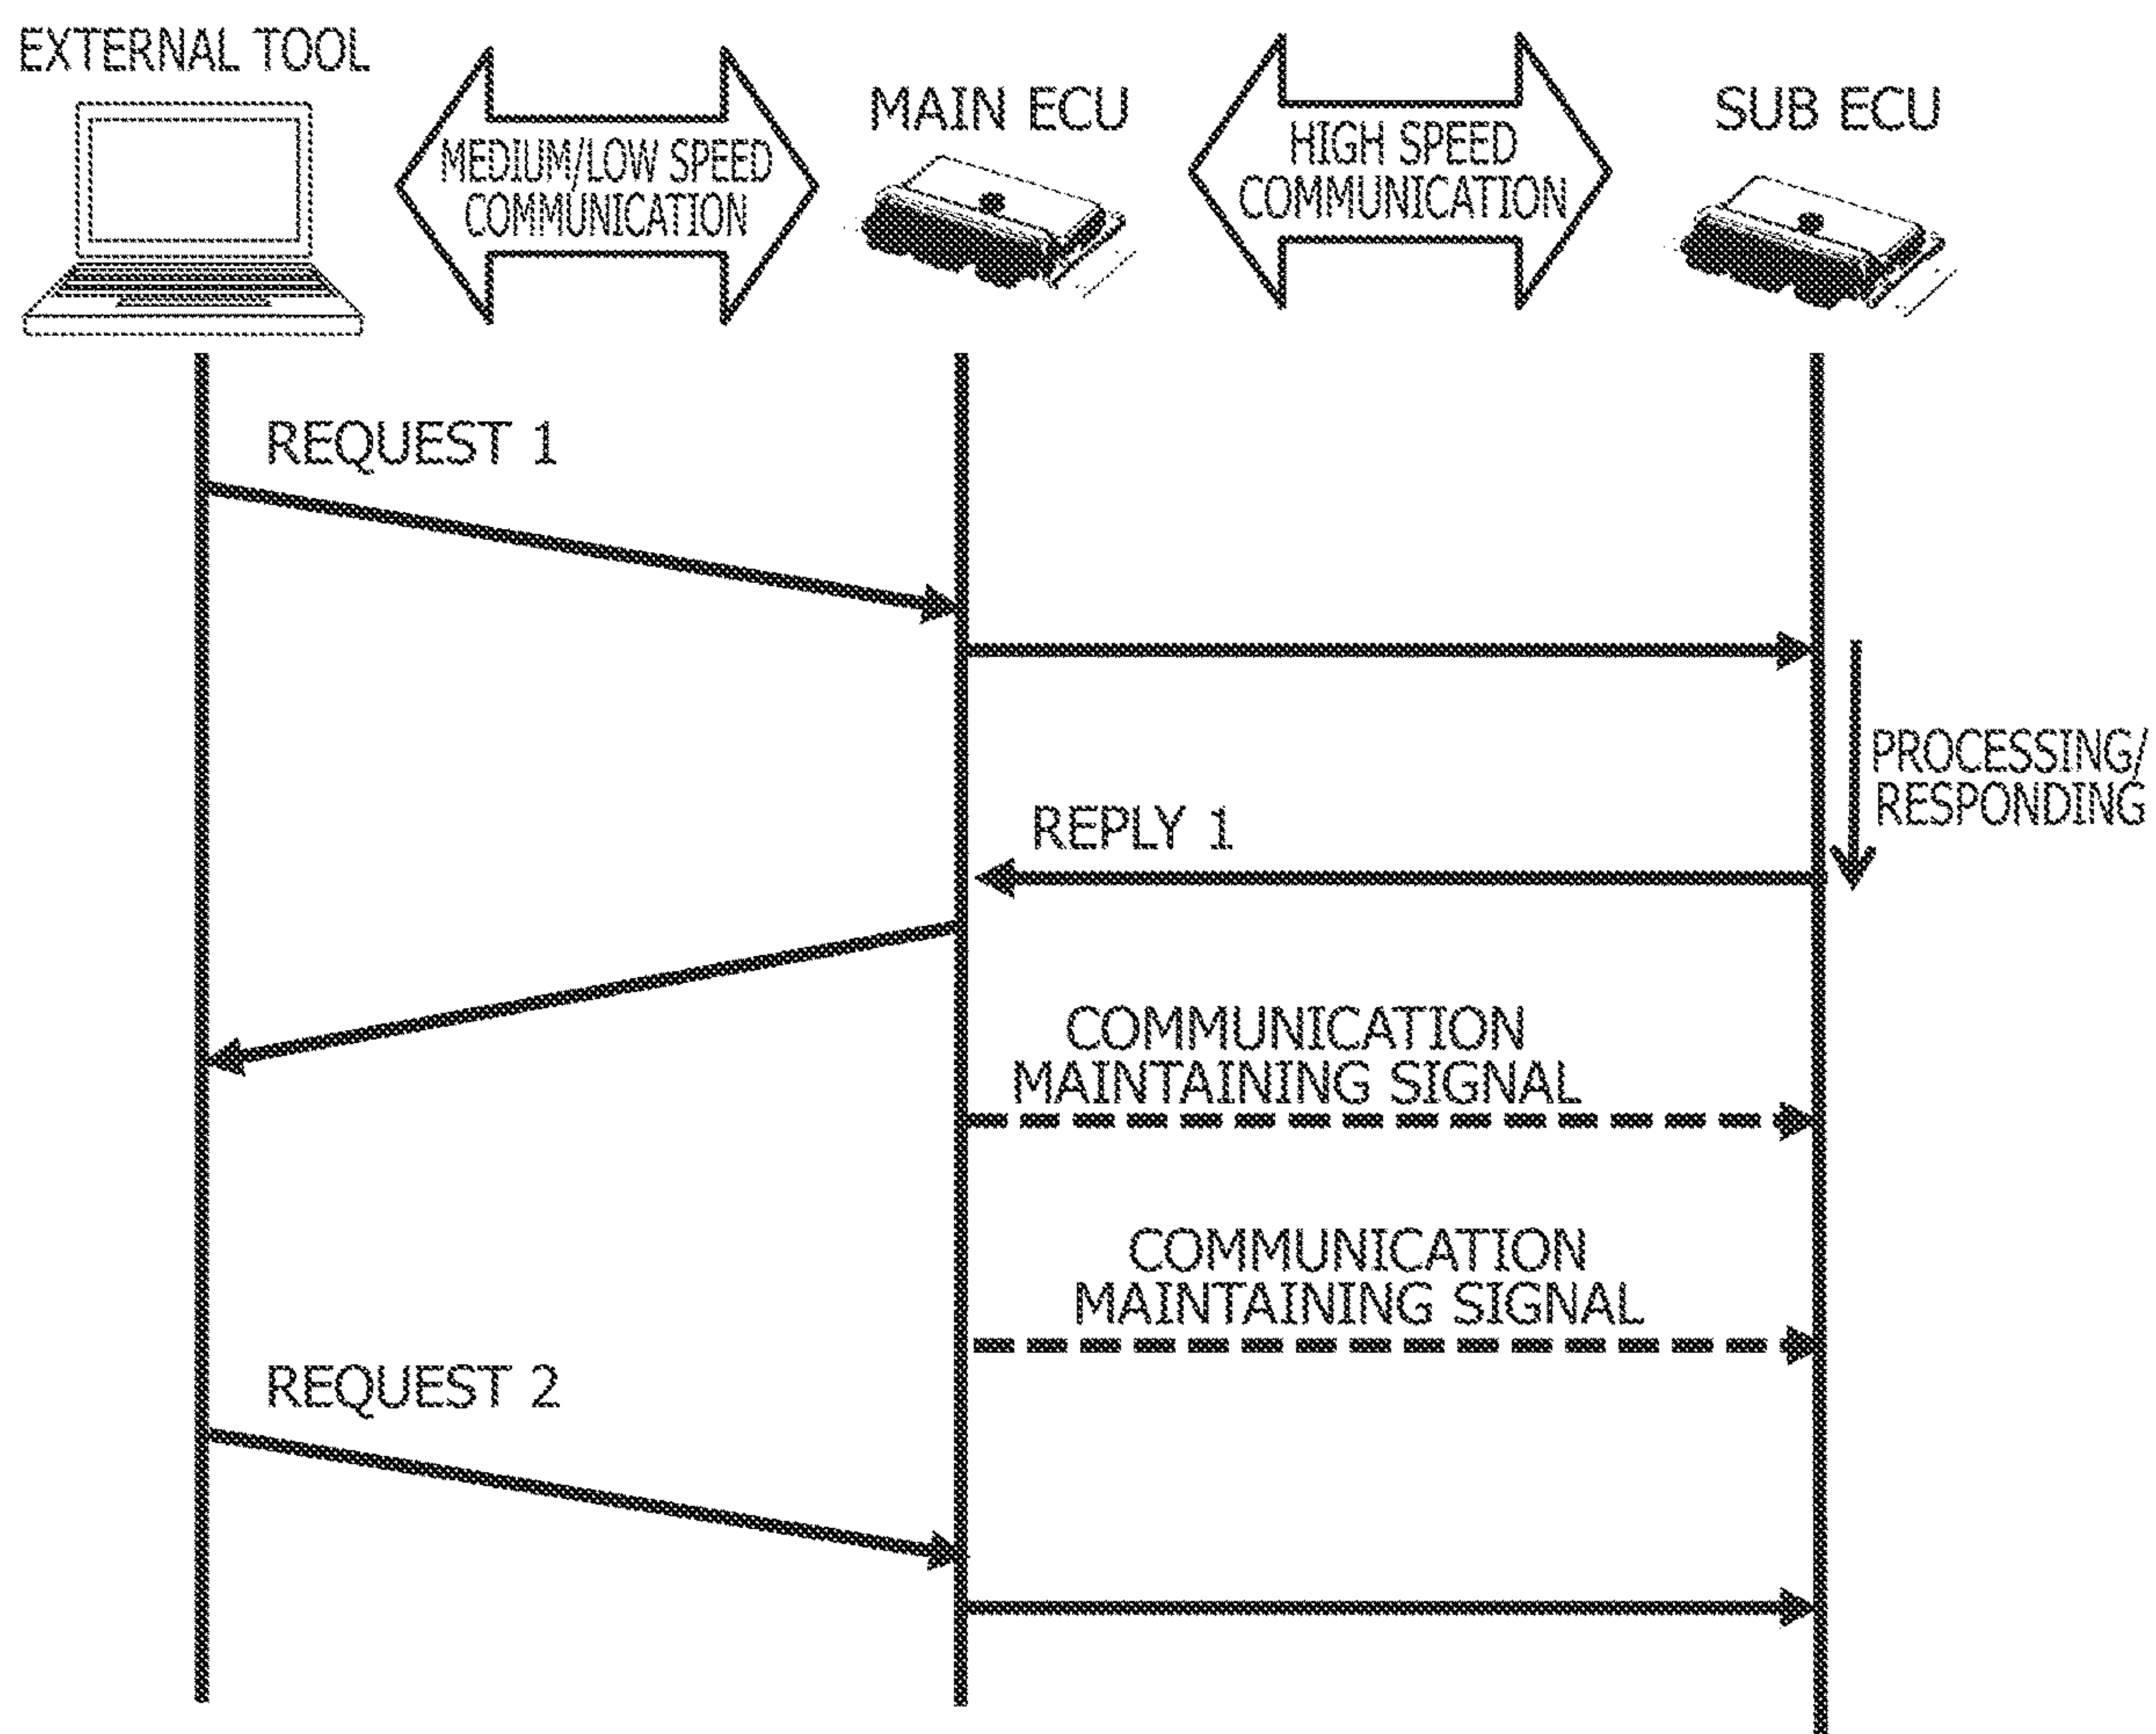 EXTERNAL TOOL
MEDIUM/LOW SPEED
COMMUNICATION
MAIN ECU
HIGH SPEED
COMMUNICATION
SUB ECU
REQUEST 1
PROCESSING/
RESPONDING
REPLY 1
COMMUNICATION
MAINTAINING SIGNAL
COMMUNICATION
MAINTAINING SIGNAL
REQUEST 2